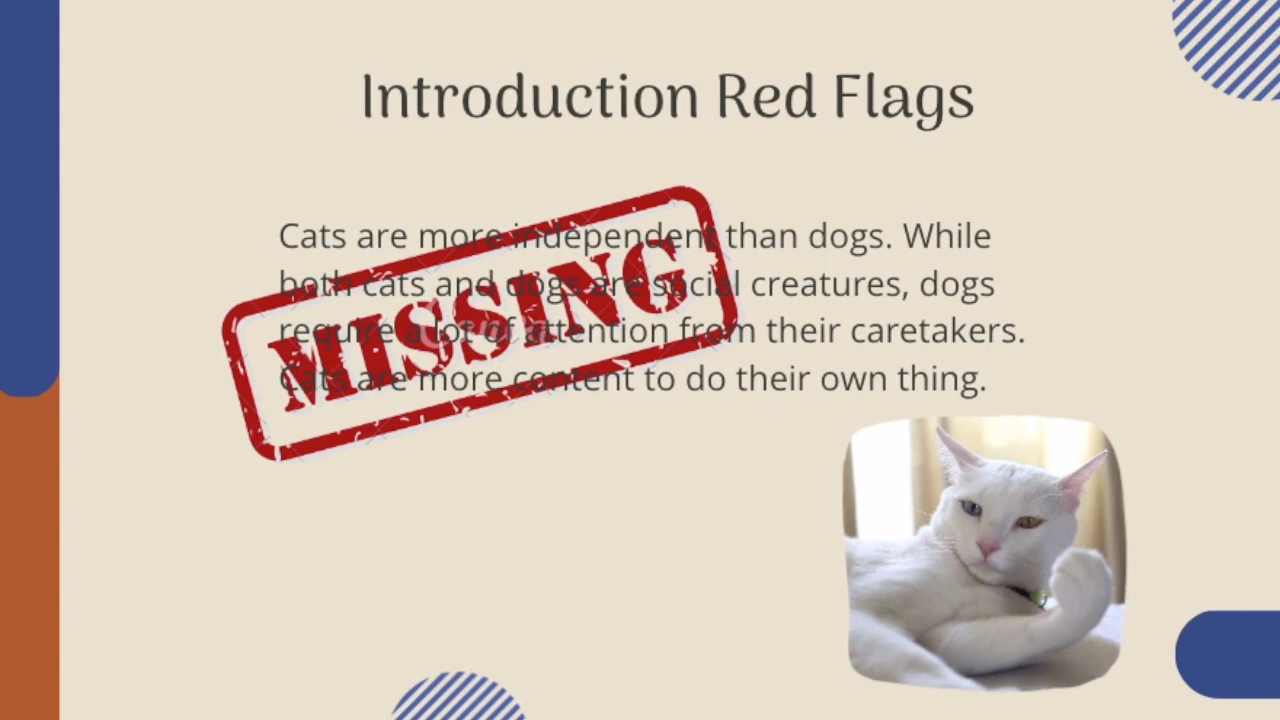 Introduction Red Flags
Cats are more independent than dogs. While
both cats and dogs are social creatures, dogs
require a lot of attention from their caretakers.
Cats are more content to do their own thing.
MISSING